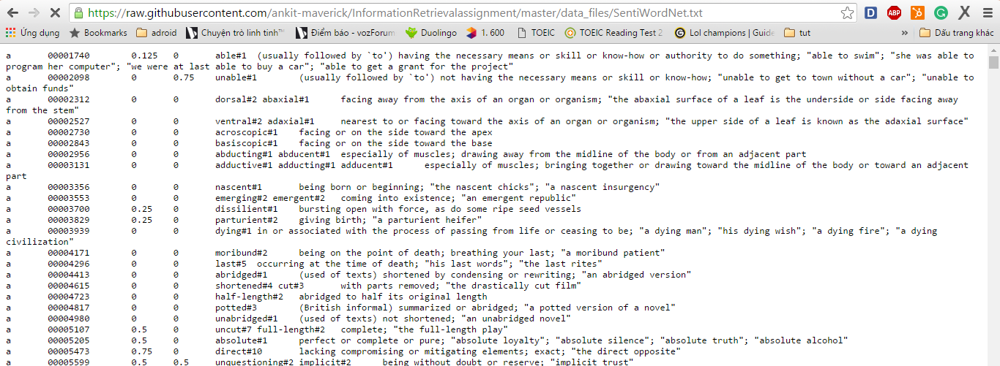 https://raw.githubusercontent.com/ankit-maverick/InformationRetrievalassignment/master/data_files/SentiWordNet.txt
Ứng dụng Bookmarks adroid Chuyện trò linh tinh™ Điểm báo - vozForum Duolingo 1. 600 TOEIC TOEIC Reading Test 2 Lol champions | Guide tut » Dấu trang khác
a 00001740 0.125 0 able#1 (usually followed by `to') having the necessary means or skill or know-how or authority to do something; "able to swim"; "she was able to
program her computer"; "we were at last able to buy a car"; "able to get a grant for the project"
a 00002098 0 0.75 unable#1 (usually followed by `to') not having the necessary means or skill or know-how; "unable to get to town without a car"; "unable to
obtain funds"
a 00002312 0 0 dorsal#2 abaxial#1 facing away from the axis of an organ or organism; "the abaxial surface of a leaf is the underside or side facing away
from the stem"
a 00002527 0 0 ventral#2 adaxial#1 nearest to or facing toward the axis of an organ or organism; "the upper side of a leaf is known as the adaxial surface"
a 00002730 0 0 acroscopic#1 facing or on the side toward the apex
a 00002843 0 0 basiscopic#1 facing or on the side toward the base
a 00002956 0 0 abducting#1 abducent#1 especially of muscles; drawing away from the midline of the body or from an adjacent part
a 00003131 0 0 adductive#1 adducting#1 adducent#1 especially of muscles; bringing together or drawing toward the midline of the body or toward an adjacent
part
a 00003356 0 0 nascent#1 being born or beginning; "the nascent chicks"; "a nascent insurgency"
a 00003553 0 0 emerging#2 emergent#2 coming into existence; "an emergent republic"
a 00003700 0.25 0 dissilient#1 bursting open with force, as do some ripe seed vessels
a 00003829 0.25 0 parturient#2 giving birth; "a parturient heifer"
a 00003939 0 0 dying#1 in or associated with the process of passing from life or ceasing to be; "a dying man"; "his dying wish"; "a dying fire"; "a dying
civilization"
a 00004171 0 0 moribund#2 being on the point of death; breathing your last; "a moribund patient"
a 00004296 0 0 last#5 occurring at the time of death; "his last words"; "the last rites"
a 00004413 0 0 abridged#1 (used of texts) shortened by condensing or rewriting; "an abridged version"
a 00004615 0 0 shortened#4 cut#3 with parts removed; "the drastically cut film"
a 00004723 0 0 half-length#2 abridged to half its original length
a 00004817 0 0 potted#3 (British informal) summarized or abridged; "a potted version of a novel"
a 00004980 0 0 unabridged#1 (used of texts) not shortened; "an unabridged novel"
a 00005107 0.5 0 uncut#7 full-length#2 complete; "the full-length play"
a 00005205 0.5 0 absolute#1 perfect or complete or pure; "absolute loyalty"; "absolute silence"; "absolute truth"; "absolute alcohol"
a 00005473 0.75 0 direct#10 lacking compromising or mitigating elements; exact; "the direct opposite"
a 00005599 0.5 0.5 unquestioning#2 implicit#2 being without doubt or reserve; "implicit trust"